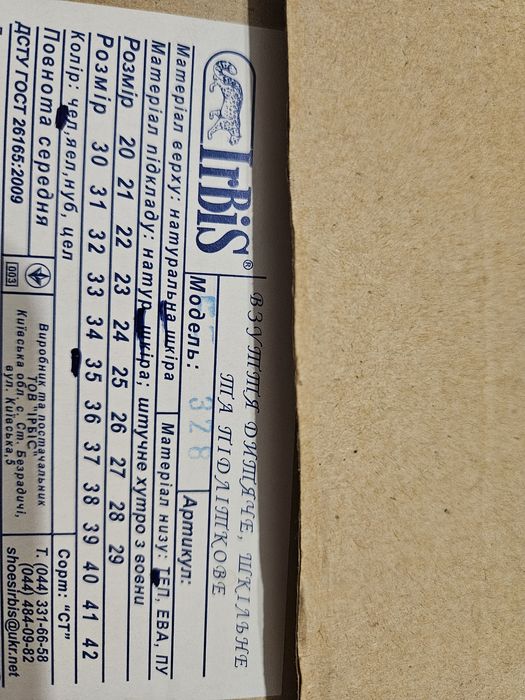 IrBiS®
ВЗУТТЯ ДИТЯЧЕ, ШКІЛЬНЕ
ТА ПІДЛІТКОВЕ
Модель: 328
Артикул:
Матеріал верху: натуральна шкіра
Матеріал низу: ТЕП, ЕВА, ПУ
Матеріал підкладу: натур. шкіра; штучне хутро з вовни
Розмір 20 21 22 23 24 25 26 27 28 29
Розмір 30 31 32 33 34 35 36 37 38 39 40 41 42
Колір: чел, яел, нуб, цел
Повнота середня
ДСТУ ГОСТ 26165:2009
1003
Виробник та постачальник
ТОВ "ІРБІС"
Київська обл. с. Ст. Безрадичі,
вул. Київська,5
Сорт: "СТ"
Т. (044) 331-66-58
(044) 484-09-82
shoesirbis@ukr.net